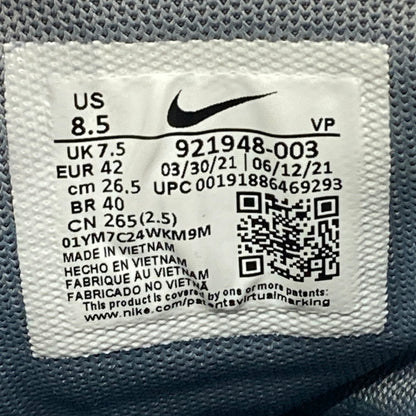 US
8.5
VP
UK 7.5
921948-003
EUR 42
03/30/21 | 06/12/21
cm 26.5
UPC 00191886469293
BR 40
CN 265(2.5)
01YM7C24WKM9M
MADE IN VIETNAM
HECHO EN VIETNAM
FABRIQUE AU VIETNAM
FABRICADO NO VIETNÃ
This product is covered by one or more patents:
www.nike.com/patentsvirtualmarking